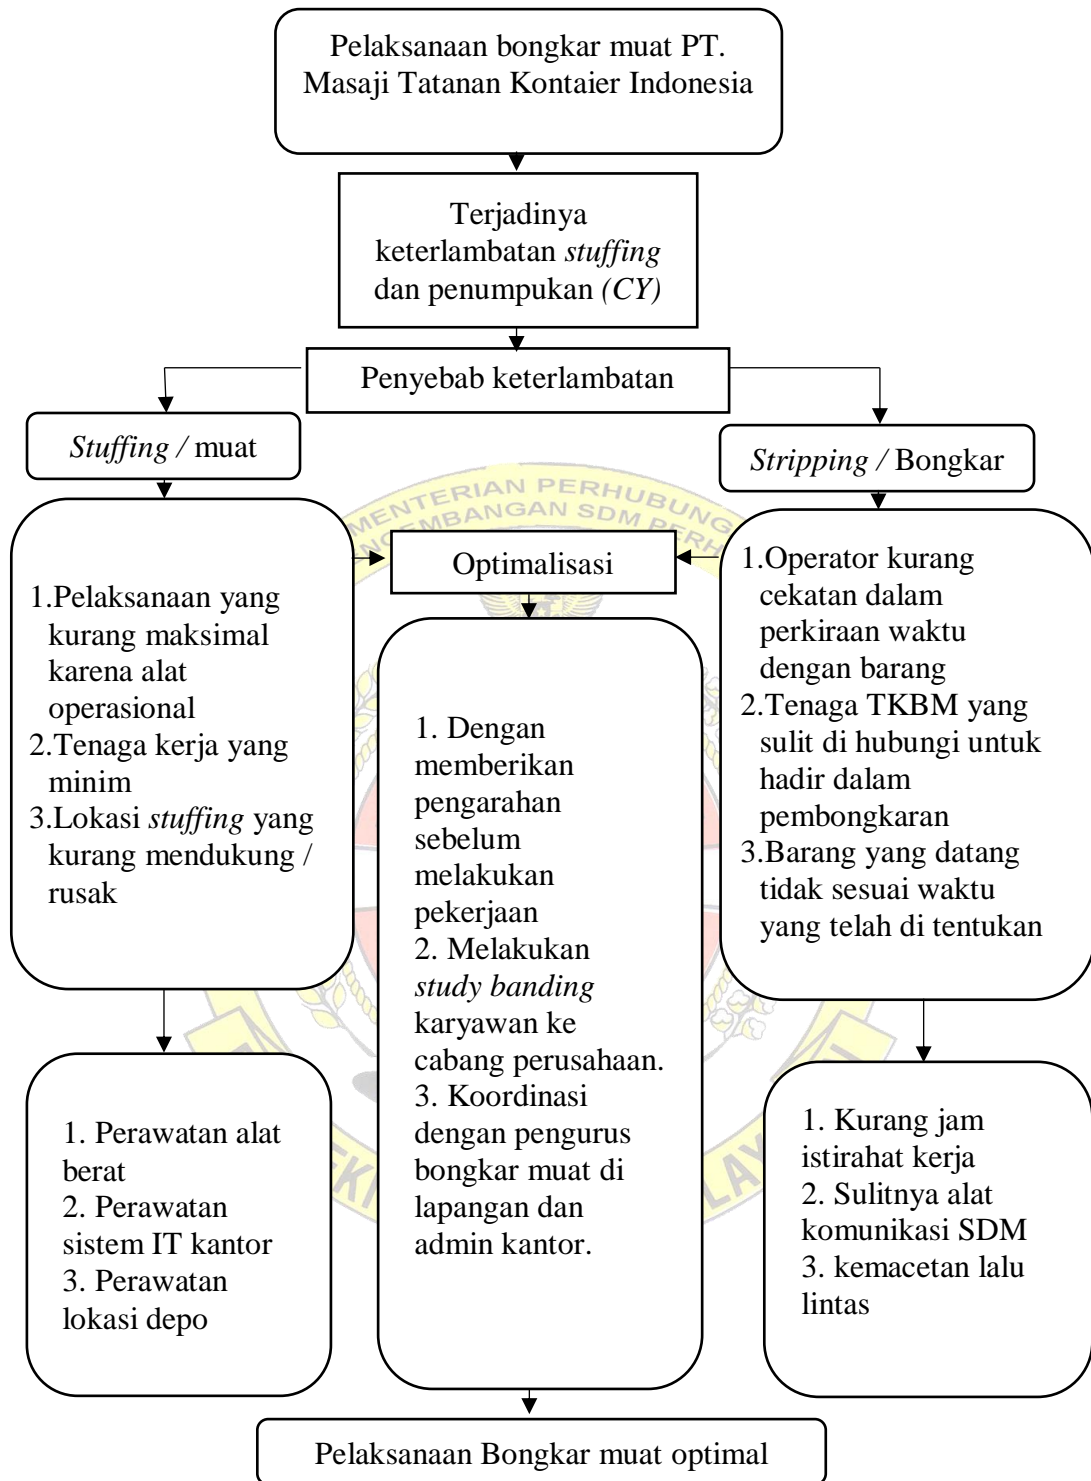 Pelaksanaan bongkar muat PT.
Masaji Tatanan Kontaier Indonesia
Terjadinya
keterlambatan stuffing
dan penumpukan (CY)
Penyebab keterlambatan
Stuffing / muat
Stripping / Bongkar
Optimalisasi
1.Pelaksanaan yang
kurang maksimal
karena alat
operasional
2.Tenaga kerja yang
minim
3.Lokasi stuffing yang
kurang mendukung /
rusak
1. Dengan
memberikan
pengarahan
sebelum
melakukan
pekerjaan
2. Melakukan
study banding
karyawan ke
cabang perusahaan.
3. Koordinasi
dengan pengurus
bongkar muat di
lapangan dan
admin kantor.
1.Operator kurang
cekatan dalam
perkiraan waktu
dengan barang
2.Tenaga TKBM yang
sulit di hubungi untuk
hadir dalam
pembongkaran
3.Barang yang datang
tidak sesuai waktu
yang telah di tentukan
1. Perawatan alat
berat
2. Perawatan
sistem IT kantor
3. Perawatan
lokasi depo
1. Kurang jam
istirahat kerja
2. Sulitnya alat
komunikasi SDM
3. kemacetan lalu
lintas
Pelaksanaan Bongkar muat optimal
MENTERIAN PERHUBUNG
GEMBANGAN SDM PERH